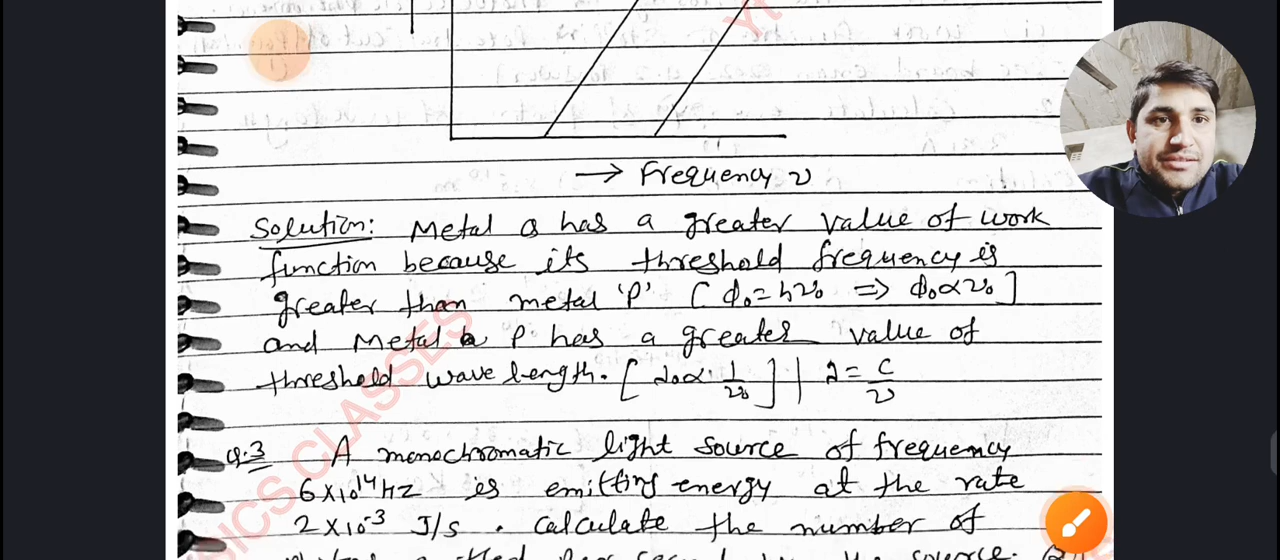 → Frequency ν
Solution: Metal Q has a greater value of work
function because its threshold frequency is
greater than metal 'P' [ ϕ₀ = hν₀ ⇒ ϕ₀ ∝ ν₀ ]
and Metal P has a greater value of
threshold wave length. [ λ₀ ∝ 1/ν₀ ] | λ = c/ν
Q.3 A monochromatic light source of frequency
6×10¹⁴ hz is emitting energy at the rate
2×10⁻³ J/s . calculate the number of
CLASSES